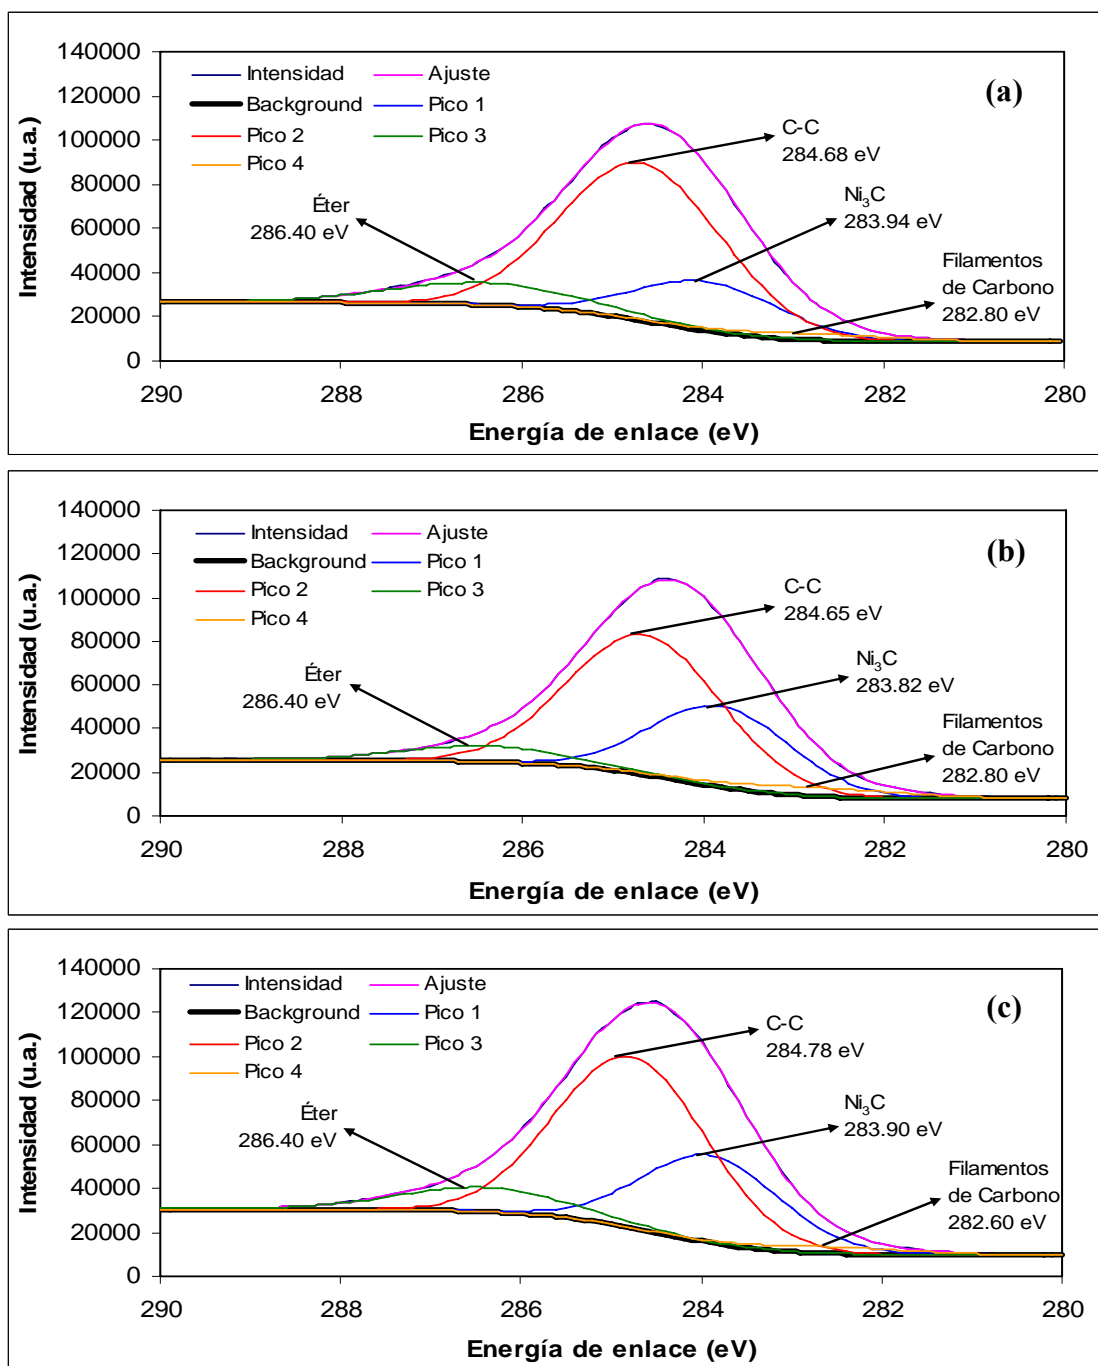 140000
120000
100000
80000
60000
40000
20000
0
Intensidad (u.a.)
Intensidad Ajuste
Background Pico 1
Pico 2 Pico 3
Pico 4
(a)
C-C
284.68 eV
Éter
286.40 eV
Ni₃C
283.94 eV
Filamentos
de Carbono
282.80 eV
290 288 286 284 282 280
Energía de enlace (eV)
140000
120000
100000
80000
60000
40000
20000
0
Intensidad (u.a.)
Intensidad Ajuste
Background Pico 1
Pico 2 Pico 3
Pico 4
(b)
C-C
284.65 eV
Éter
286.40 eV
Ni₃C
283.82 eV
Filamentos
de Carbono
282.80 eV
290 288 286 284 282 280
Energía de enlace (eV)
140000
120000
100000
80000
60000
40000
20000
0
Intensidad (u.a.)
Intensidad Ajuste
Background Pico 1
Pico 2 Pico 3
Pico 4
(c)
C-C
284.78 eV
Éter
286.40 eV
Ni₃C
283.90 eV
Filamentos
de Carbono
282.60 eV
290 288 286 284 282 280
Energía de enlace (eV)